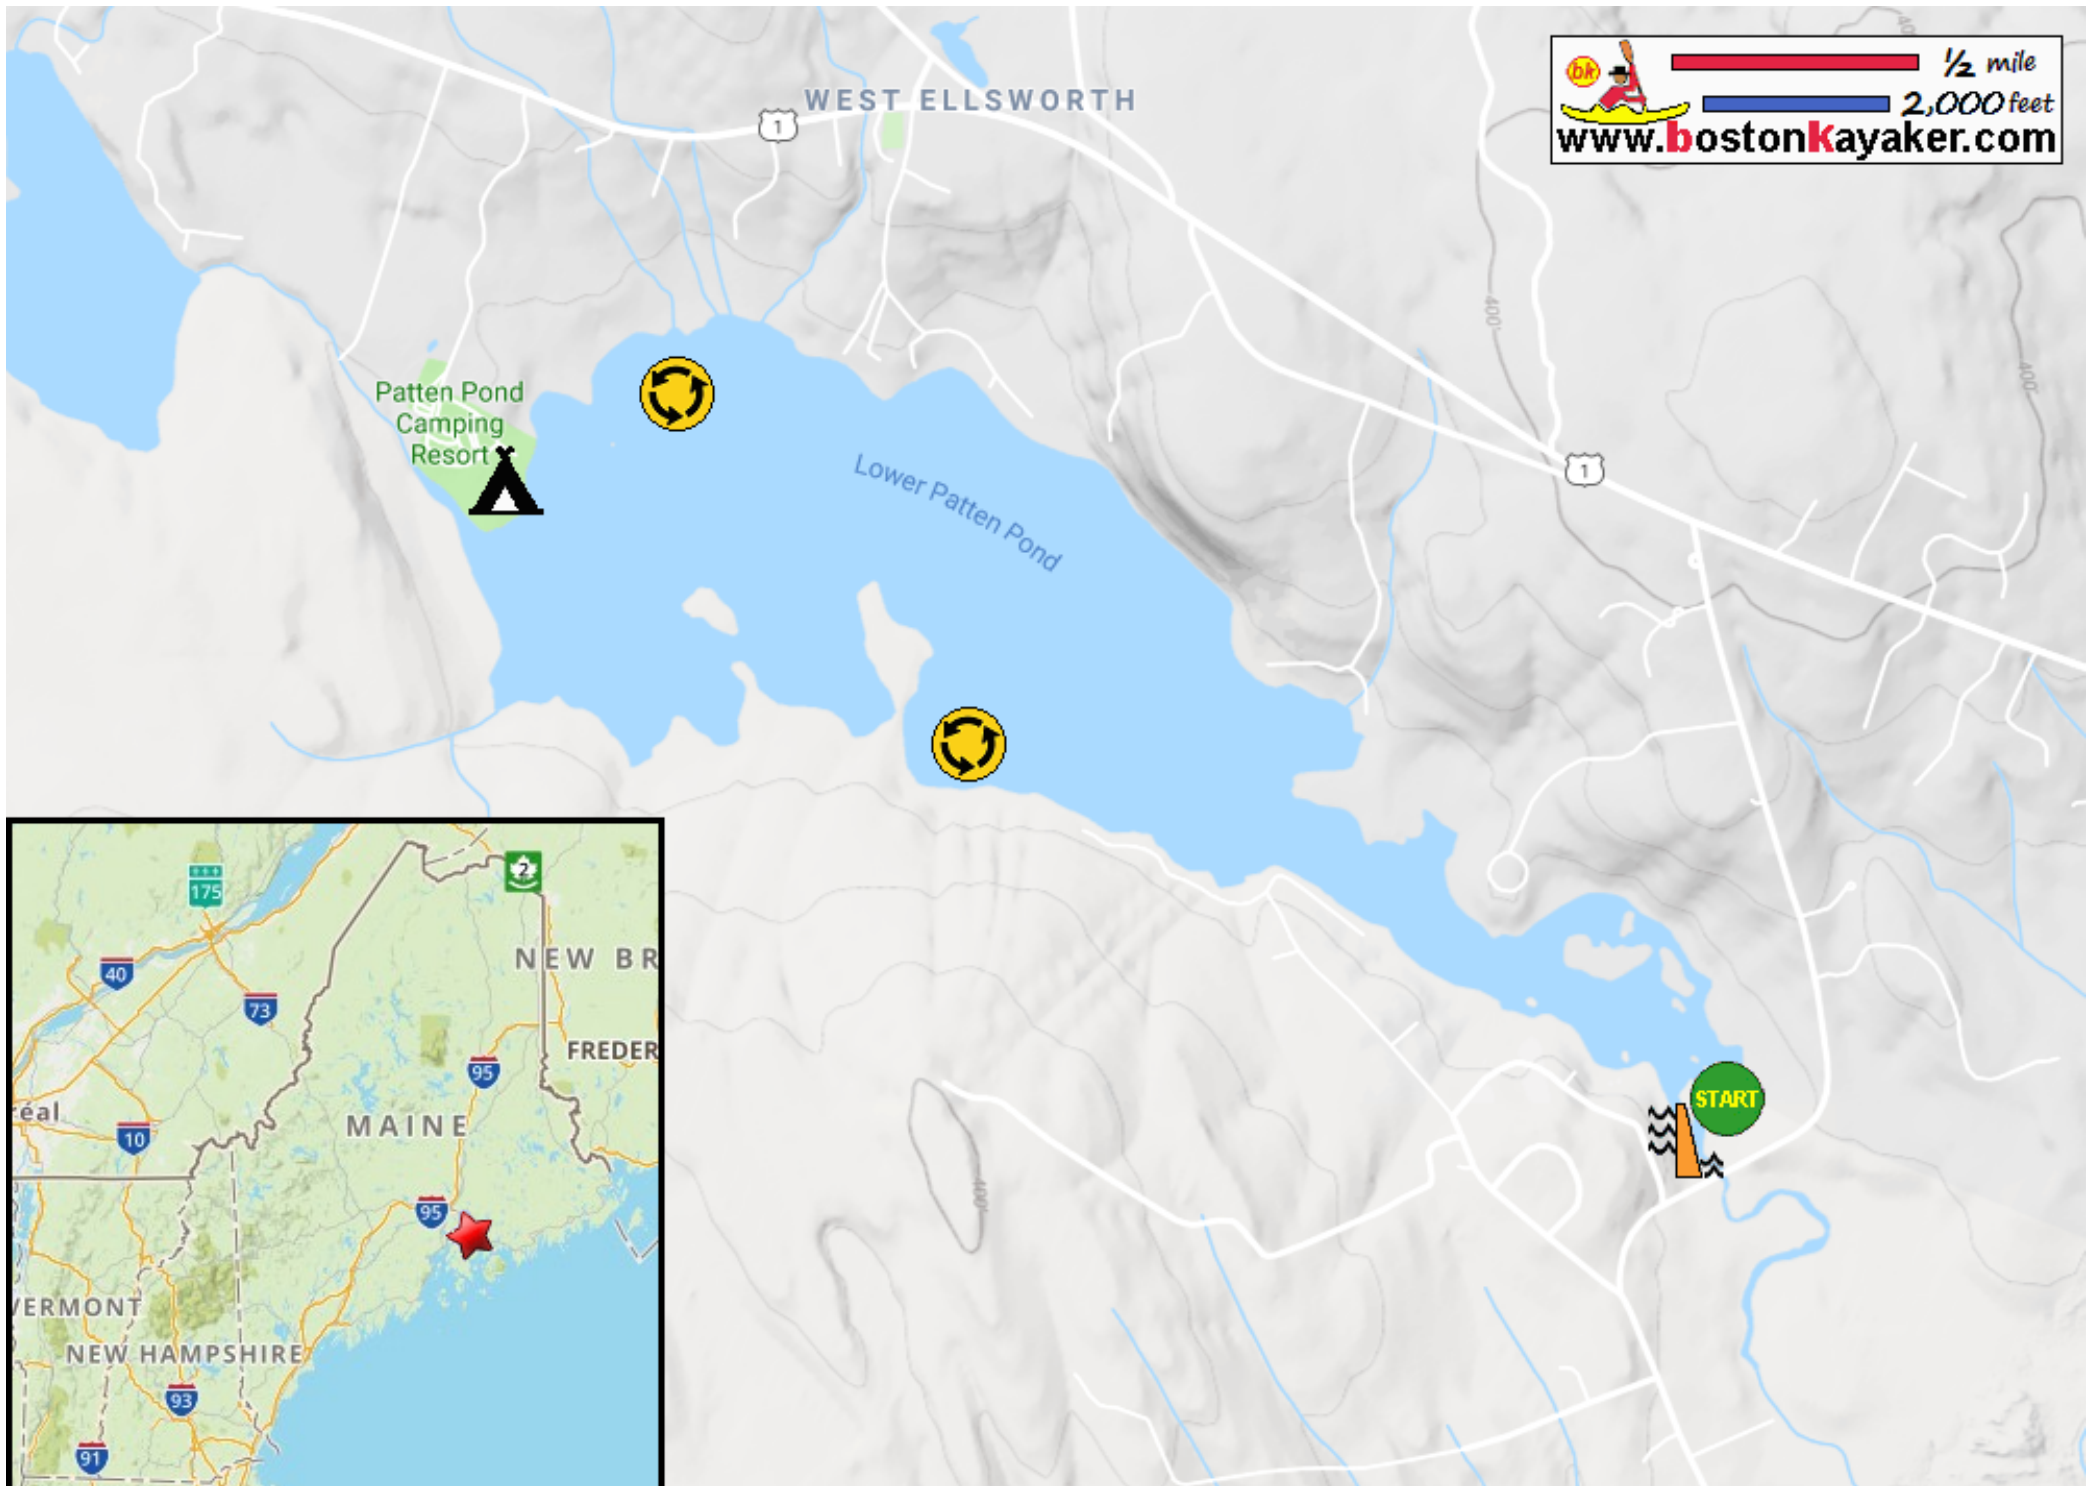 bk
½ mile
2,000 feet
www.bostonKayaker.com
WEST ELLSWORTH
1
400'
400'
Patten Pond
Camping
Resort
Lower Patten Pond
1
START
400'
175
2
40
NEW BR
73
FREDER
95
réal
10
MAINE
95
VERMONT
NEW HAMPSHIRE
93
91